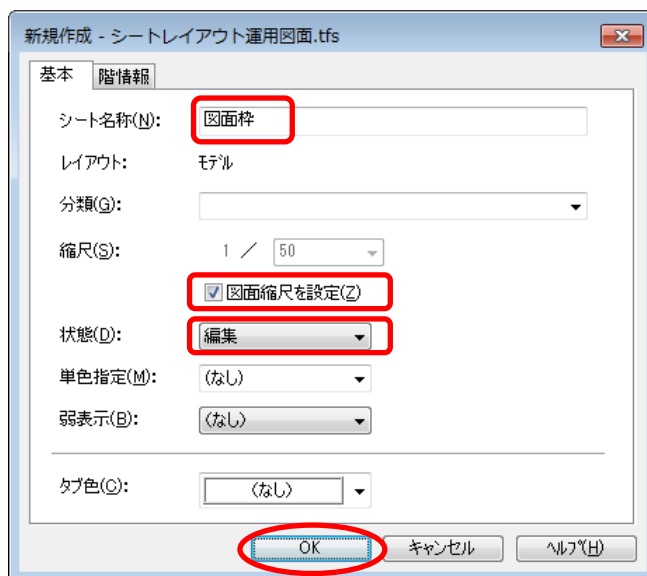 新規作成 - シートレイアウト運用図面.tfs
基本 階情報
シート名称(N): 図面枠
レイアウト: モデル
分類(G):
縮尺(S): 1 ／ 50
図面縮尺を設定(Z)
状態(D): 編集
単色指定(M): (なし)
弱表示(B): (なし)
タブ色(C): (なし)
OK キャンセル ヘルプ(H)